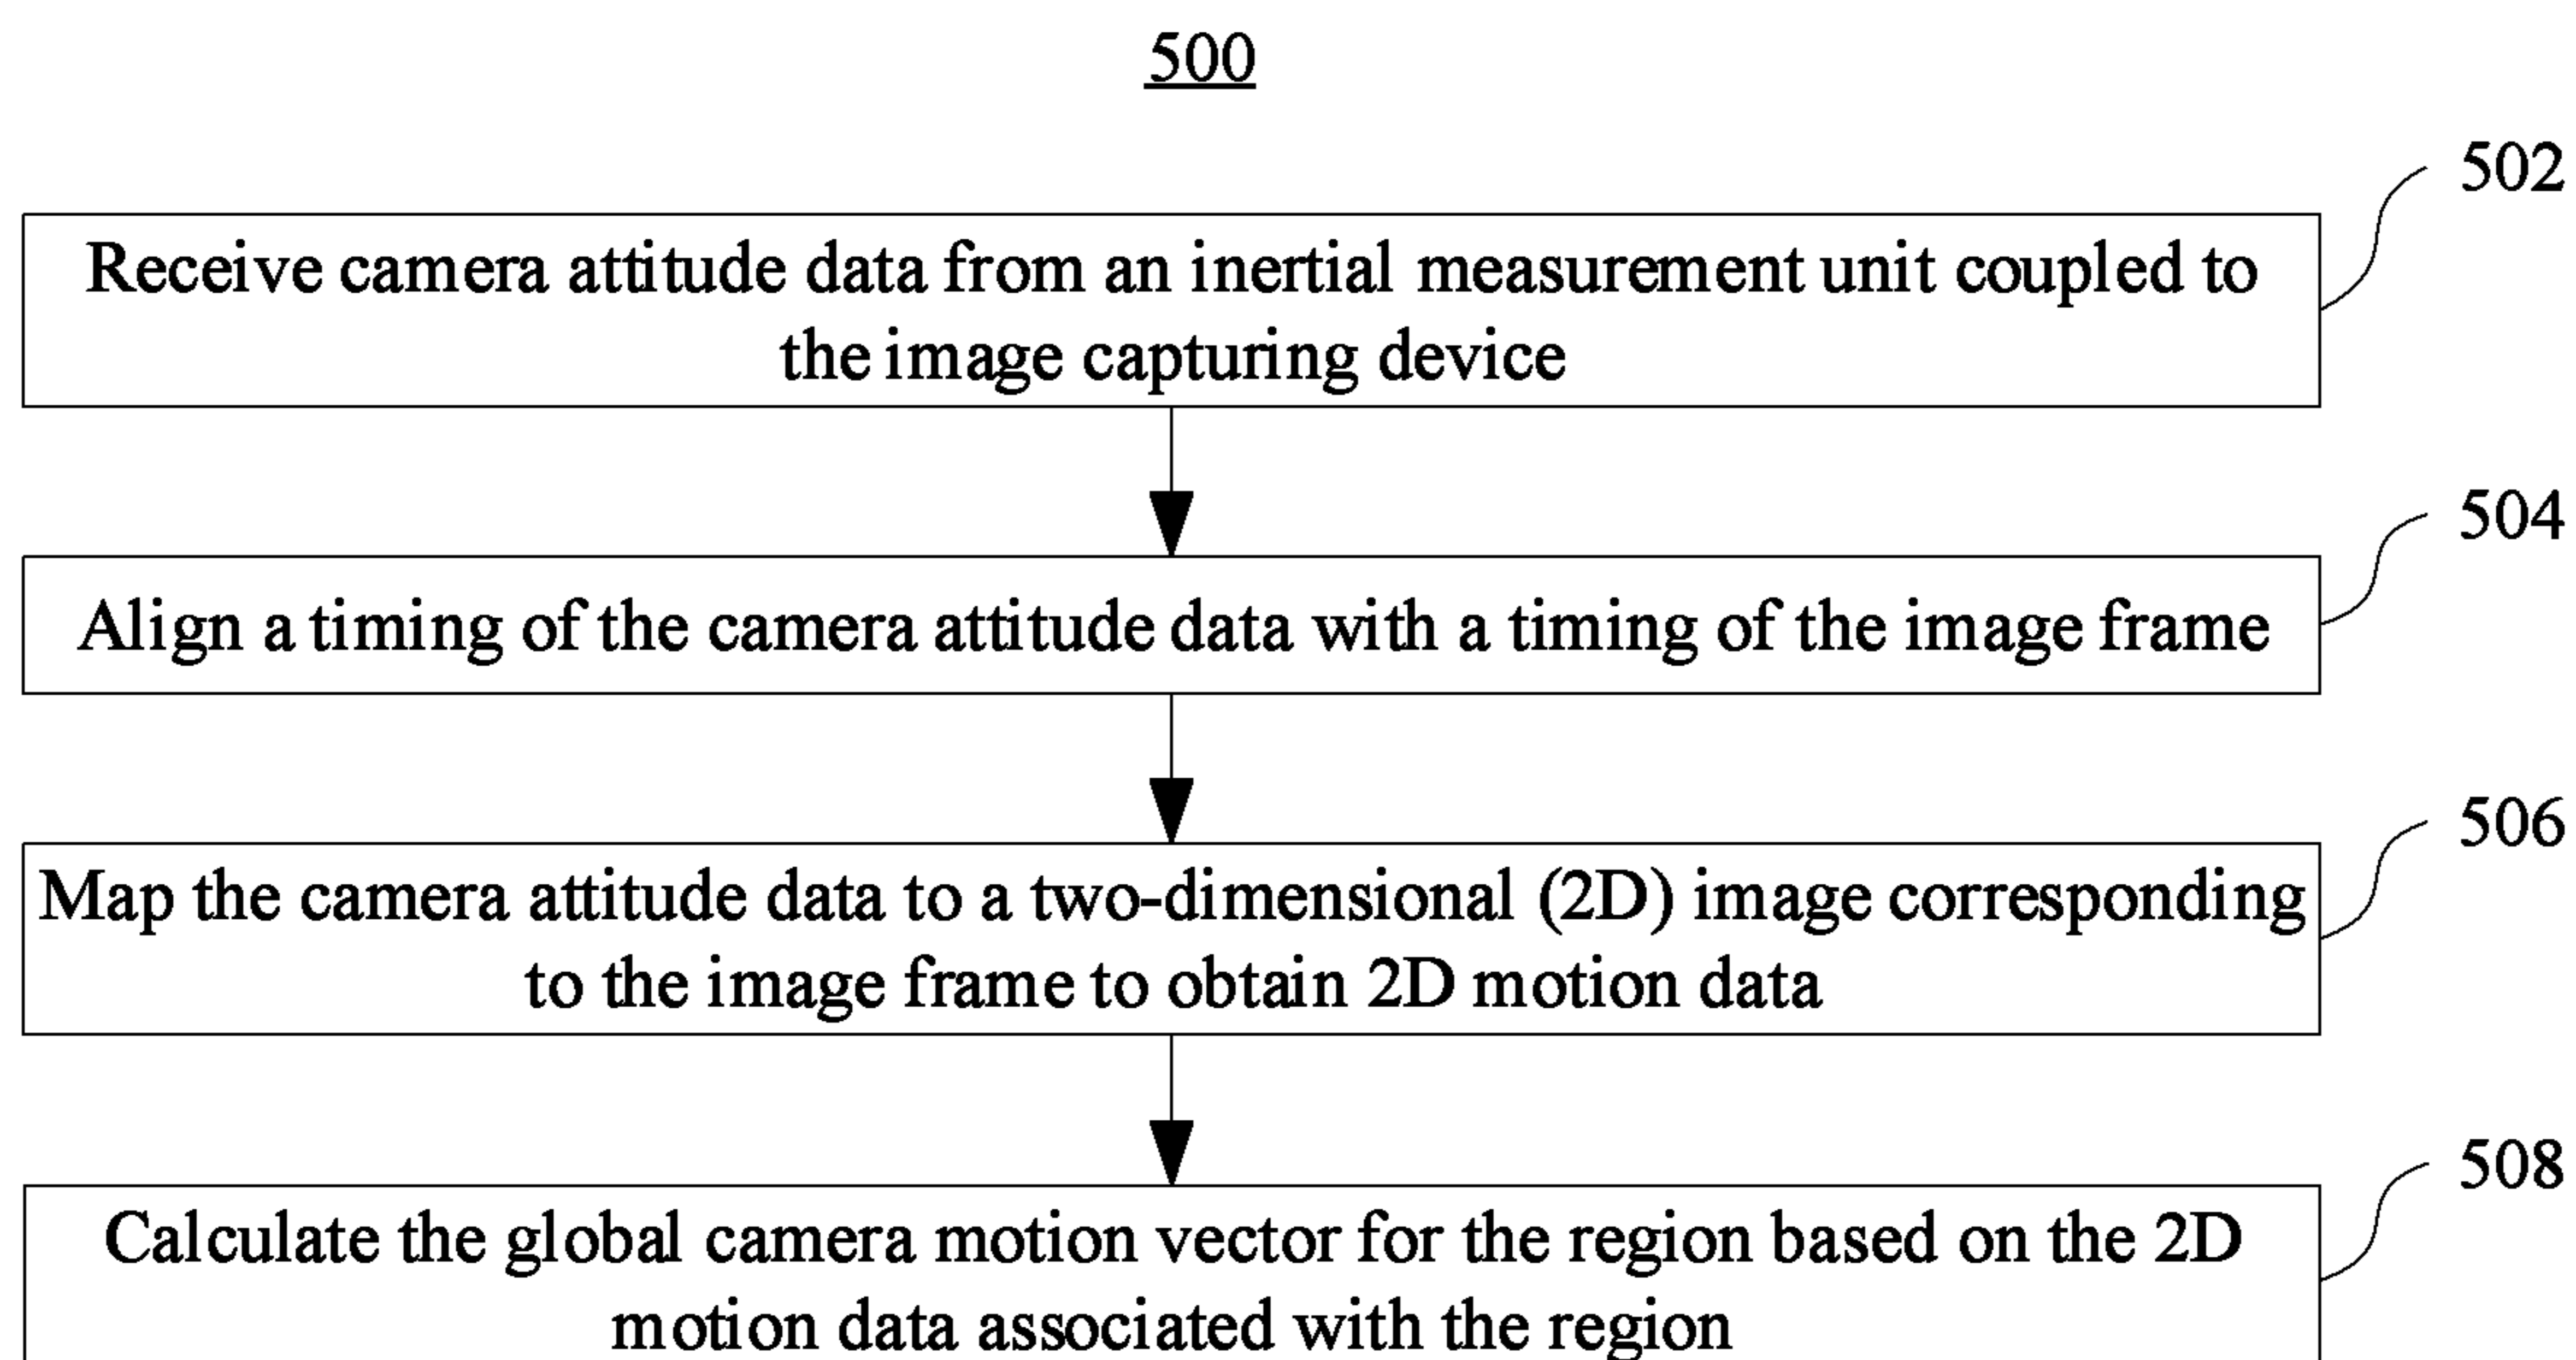 500
502
Receive camera attitude data from an inertial measurement unit coupled to
the image capturing device
504
Align a timing of the camera attitude data with a timing of the image frame
506
Map the camera attitude data to a two-dimensional (2D) image corresponding
to the image frame to obtain 2D motion data
508
Calculate the global camera motion vector for the region based on the 2D
motion data associated with the region